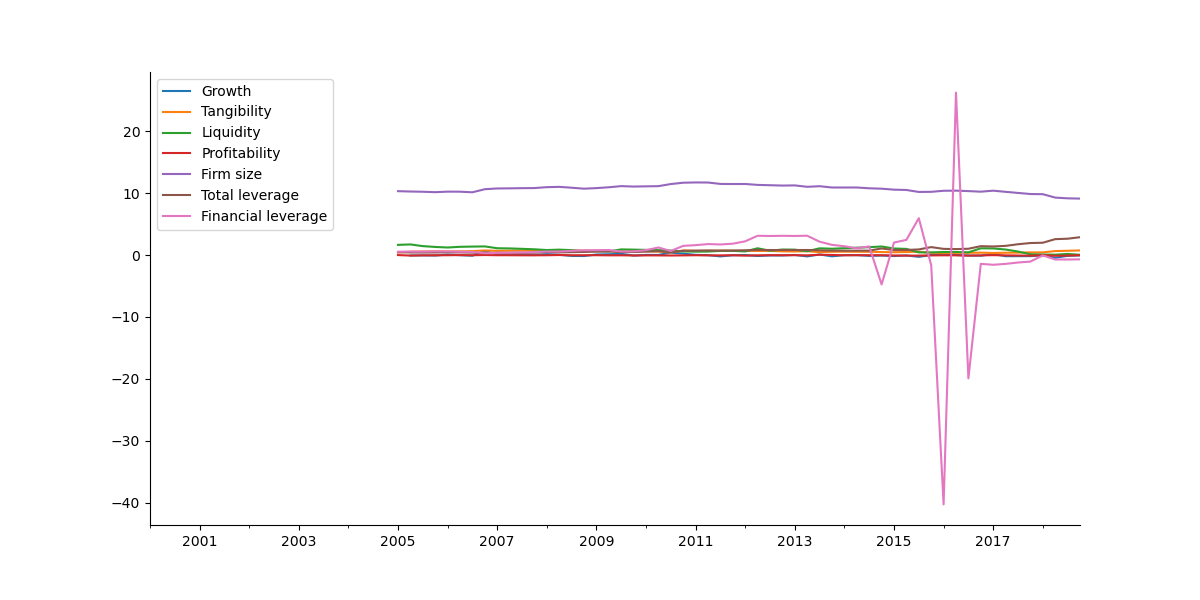 Growth
Tangibility
Liquidity
Profitability
Firm size
Total leverage
Financial leverage
20
10
0
−10
−20
−30
−40
2001 2003 2005 2007 2009 2011 2013 2015 2017